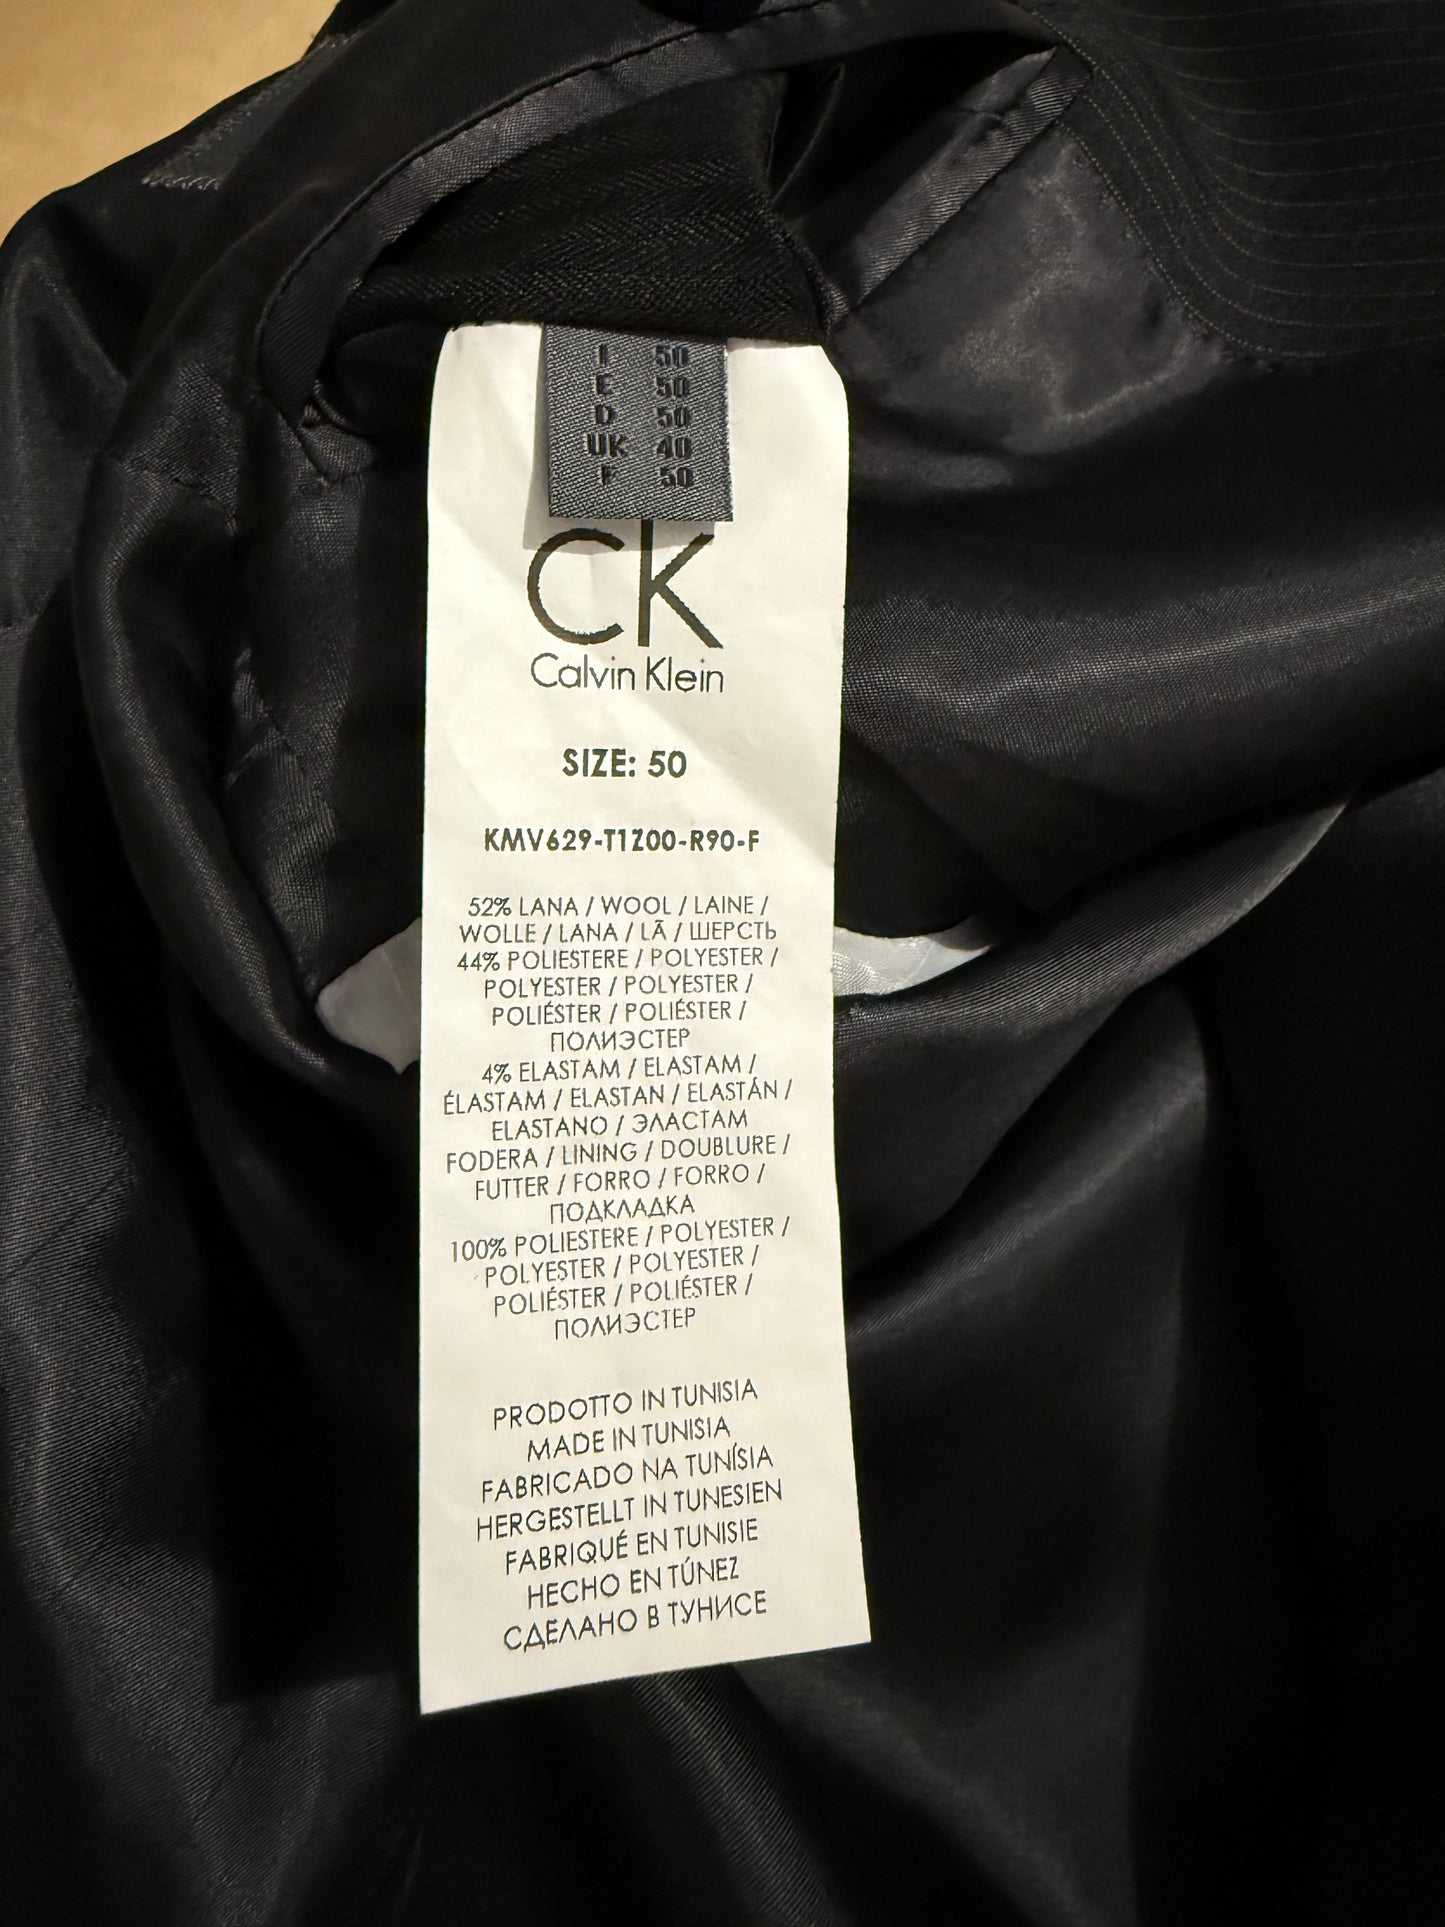 I 50
E 50
D 50
UK 40
F 50
CK
Calvin Klein
SIZE: 50
KMV629-T1Z00-R90-F
52% LANA / WOOL / LAINE /
WOLLE / LANA / LÃ / ШЕРСТЬ
44% POLIESTERE / POLYESTER /
POLYESTER / POLYESTER /
POLIÉSTER / POLIÉSTER /
ПОЛИЭСТЕР
4% ELASTAM / ELASTAM /
ÉLASTAM / ELASTAN / ELASTÁN /
ELASTANO / ЭЛАСТАМ
FODERA / LINING / DOUBLURE /
FUTTER / FORRO / FORRO /
ПОДКЛАДКА
100% POLIESTERE / POLYESTER /
POLYESTER / POLYESTER /
POLIÉSTER / POLIÉSTER /
ПОЛИЭСТЕР
PRODOTTO IN TUNISIA
MADE IN TUNISIA
FABRICADO NA TUNÍSIA
HERGESTELLT IN TUNESIEN
FABRIQUÉ EN TUNISIE
HECHO EN TÚNEZ
СДЕЛАНО В ТУНИСЕ